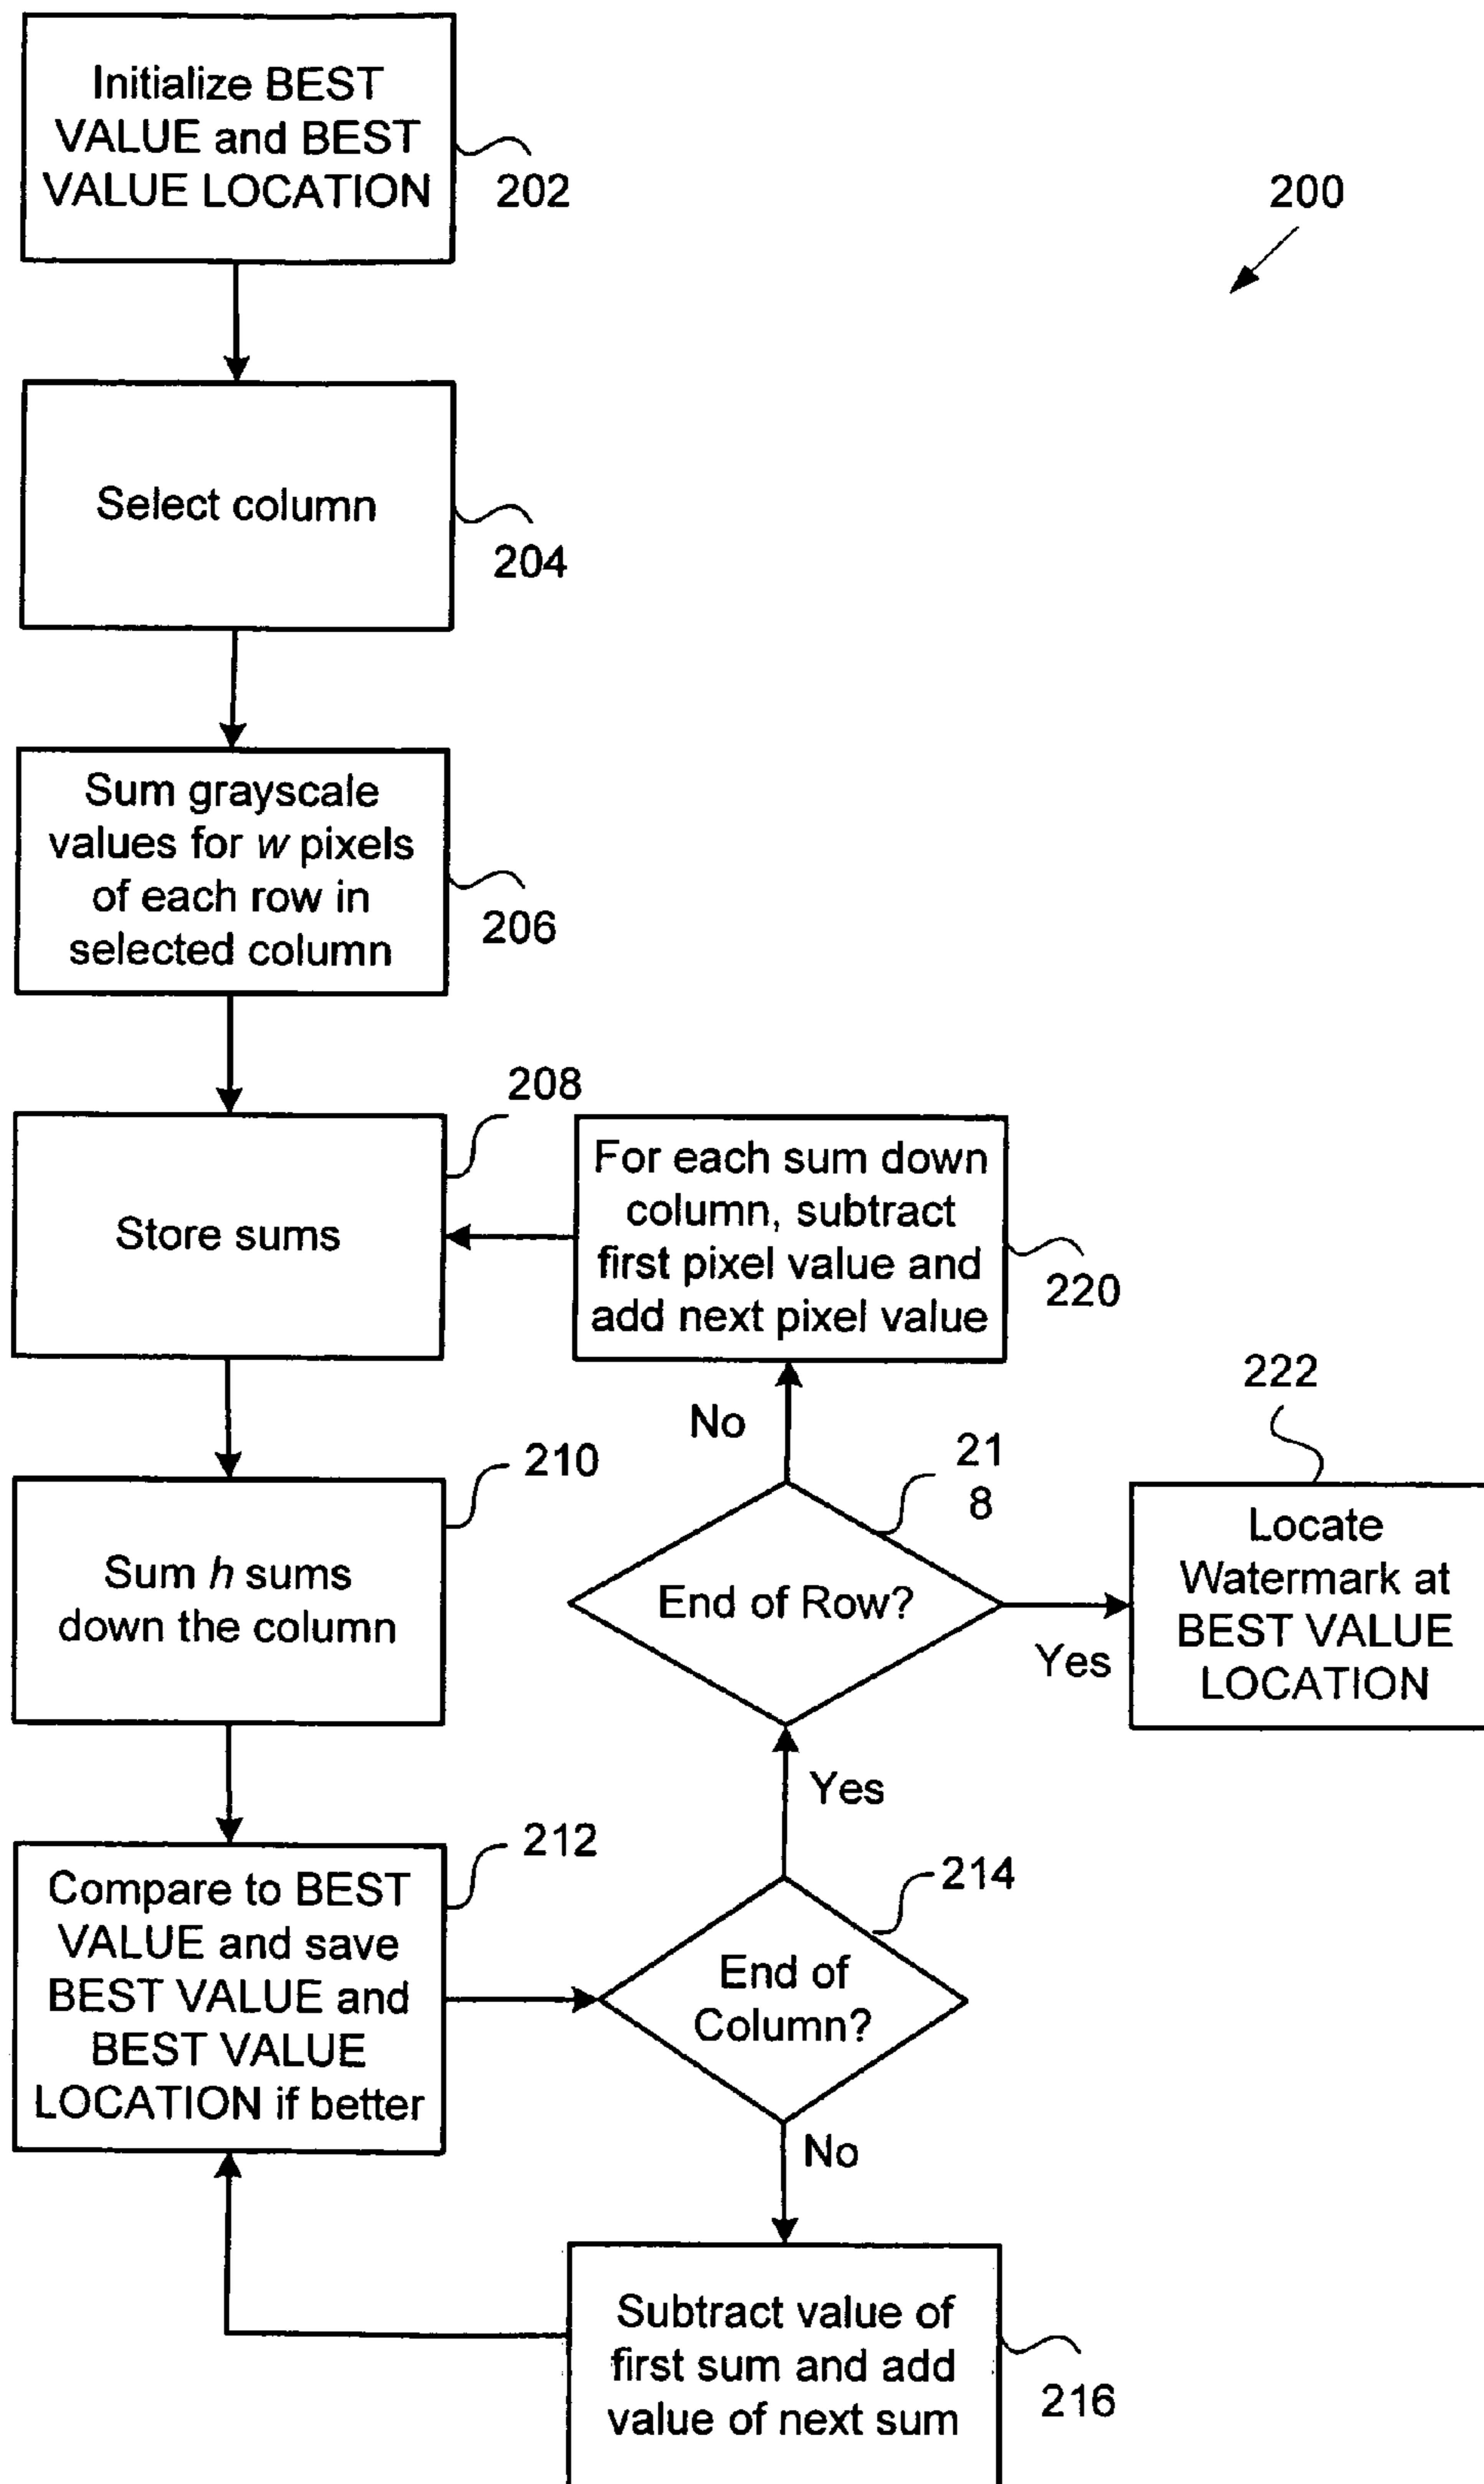 Initialize BEST
VALUE and BEST
VALUE LOCATION
202
200
Select column
204
Sum grayscale
values for w pixels
of each row in
selected column
206
208
Store sums
For each sum down
column, subtract
first pixel value and
add next pixel value
220
222
No
210
21
8
Sum h sums
down the column
End of Row?
Yes
Locate
Watermark at
BEST VALUE
LOCATION
Yes
212
214
Compare to BEST
VALUE and save
BEST VALUE and
BEST VALUE
LOCATION if better
End of
Column?
No
Subtract value of
first sum and add
value of next sum
216